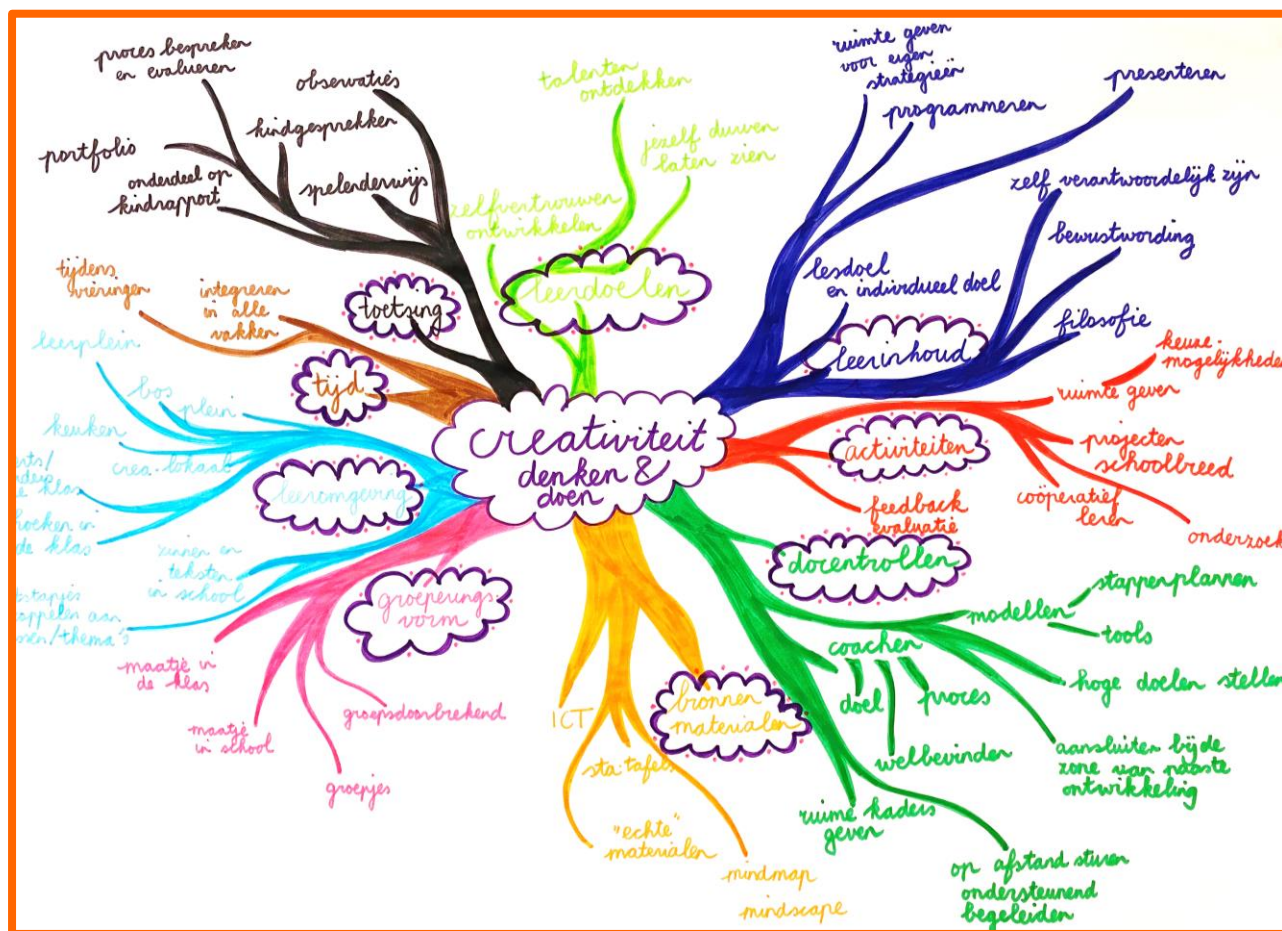 creativiteit
denken &
doen
toetsing
proces bespreken
en evalueren
observaties
kindgesprekken
portfolio
onderdeel op
kindrapport
spelenderwijs
leerdoelen
talenten
ontdekken
jezelf durven
laten zien
zelfvertrouwen
ontwikkelen
leerinhoud
ruimte geven
voor eigen
strategieën
programmeren
presenteren
zelf verantwoordelijk zijn
bewustwording
filosofie
lesdoel
en individueel doel
activiteiten
keuze-
mogelijkheden
ruimte geven
projecten
schoolbreed
coöperatief
leren
onderzoek
feedback
evaluatie
docentrollen
modellen
stappenplannen
tools
hoge doelen stellen
aansluiten bij de
zone van naaste
ontwikkeling
coachen
doel
proces
welbevinden
ruime kaders
geven
op afstand sturen
ondersteunend
begeleiden
bronnen
materialen
ICT
sta-tafels
"echte"
materialen
mindmap
mindscape
groeperings
vorm
maatje in
de klas
maatje
in school
groepjes
groepsdoorbrekend
leeromgeving
leerplein
bos
plein
keuken
crea-lokaal
klas
hoeken in
de klas
zinnen en
teksten
in school
aan
/thema's
tijd
tijdens
vieringen
integreren
in alle
vakken